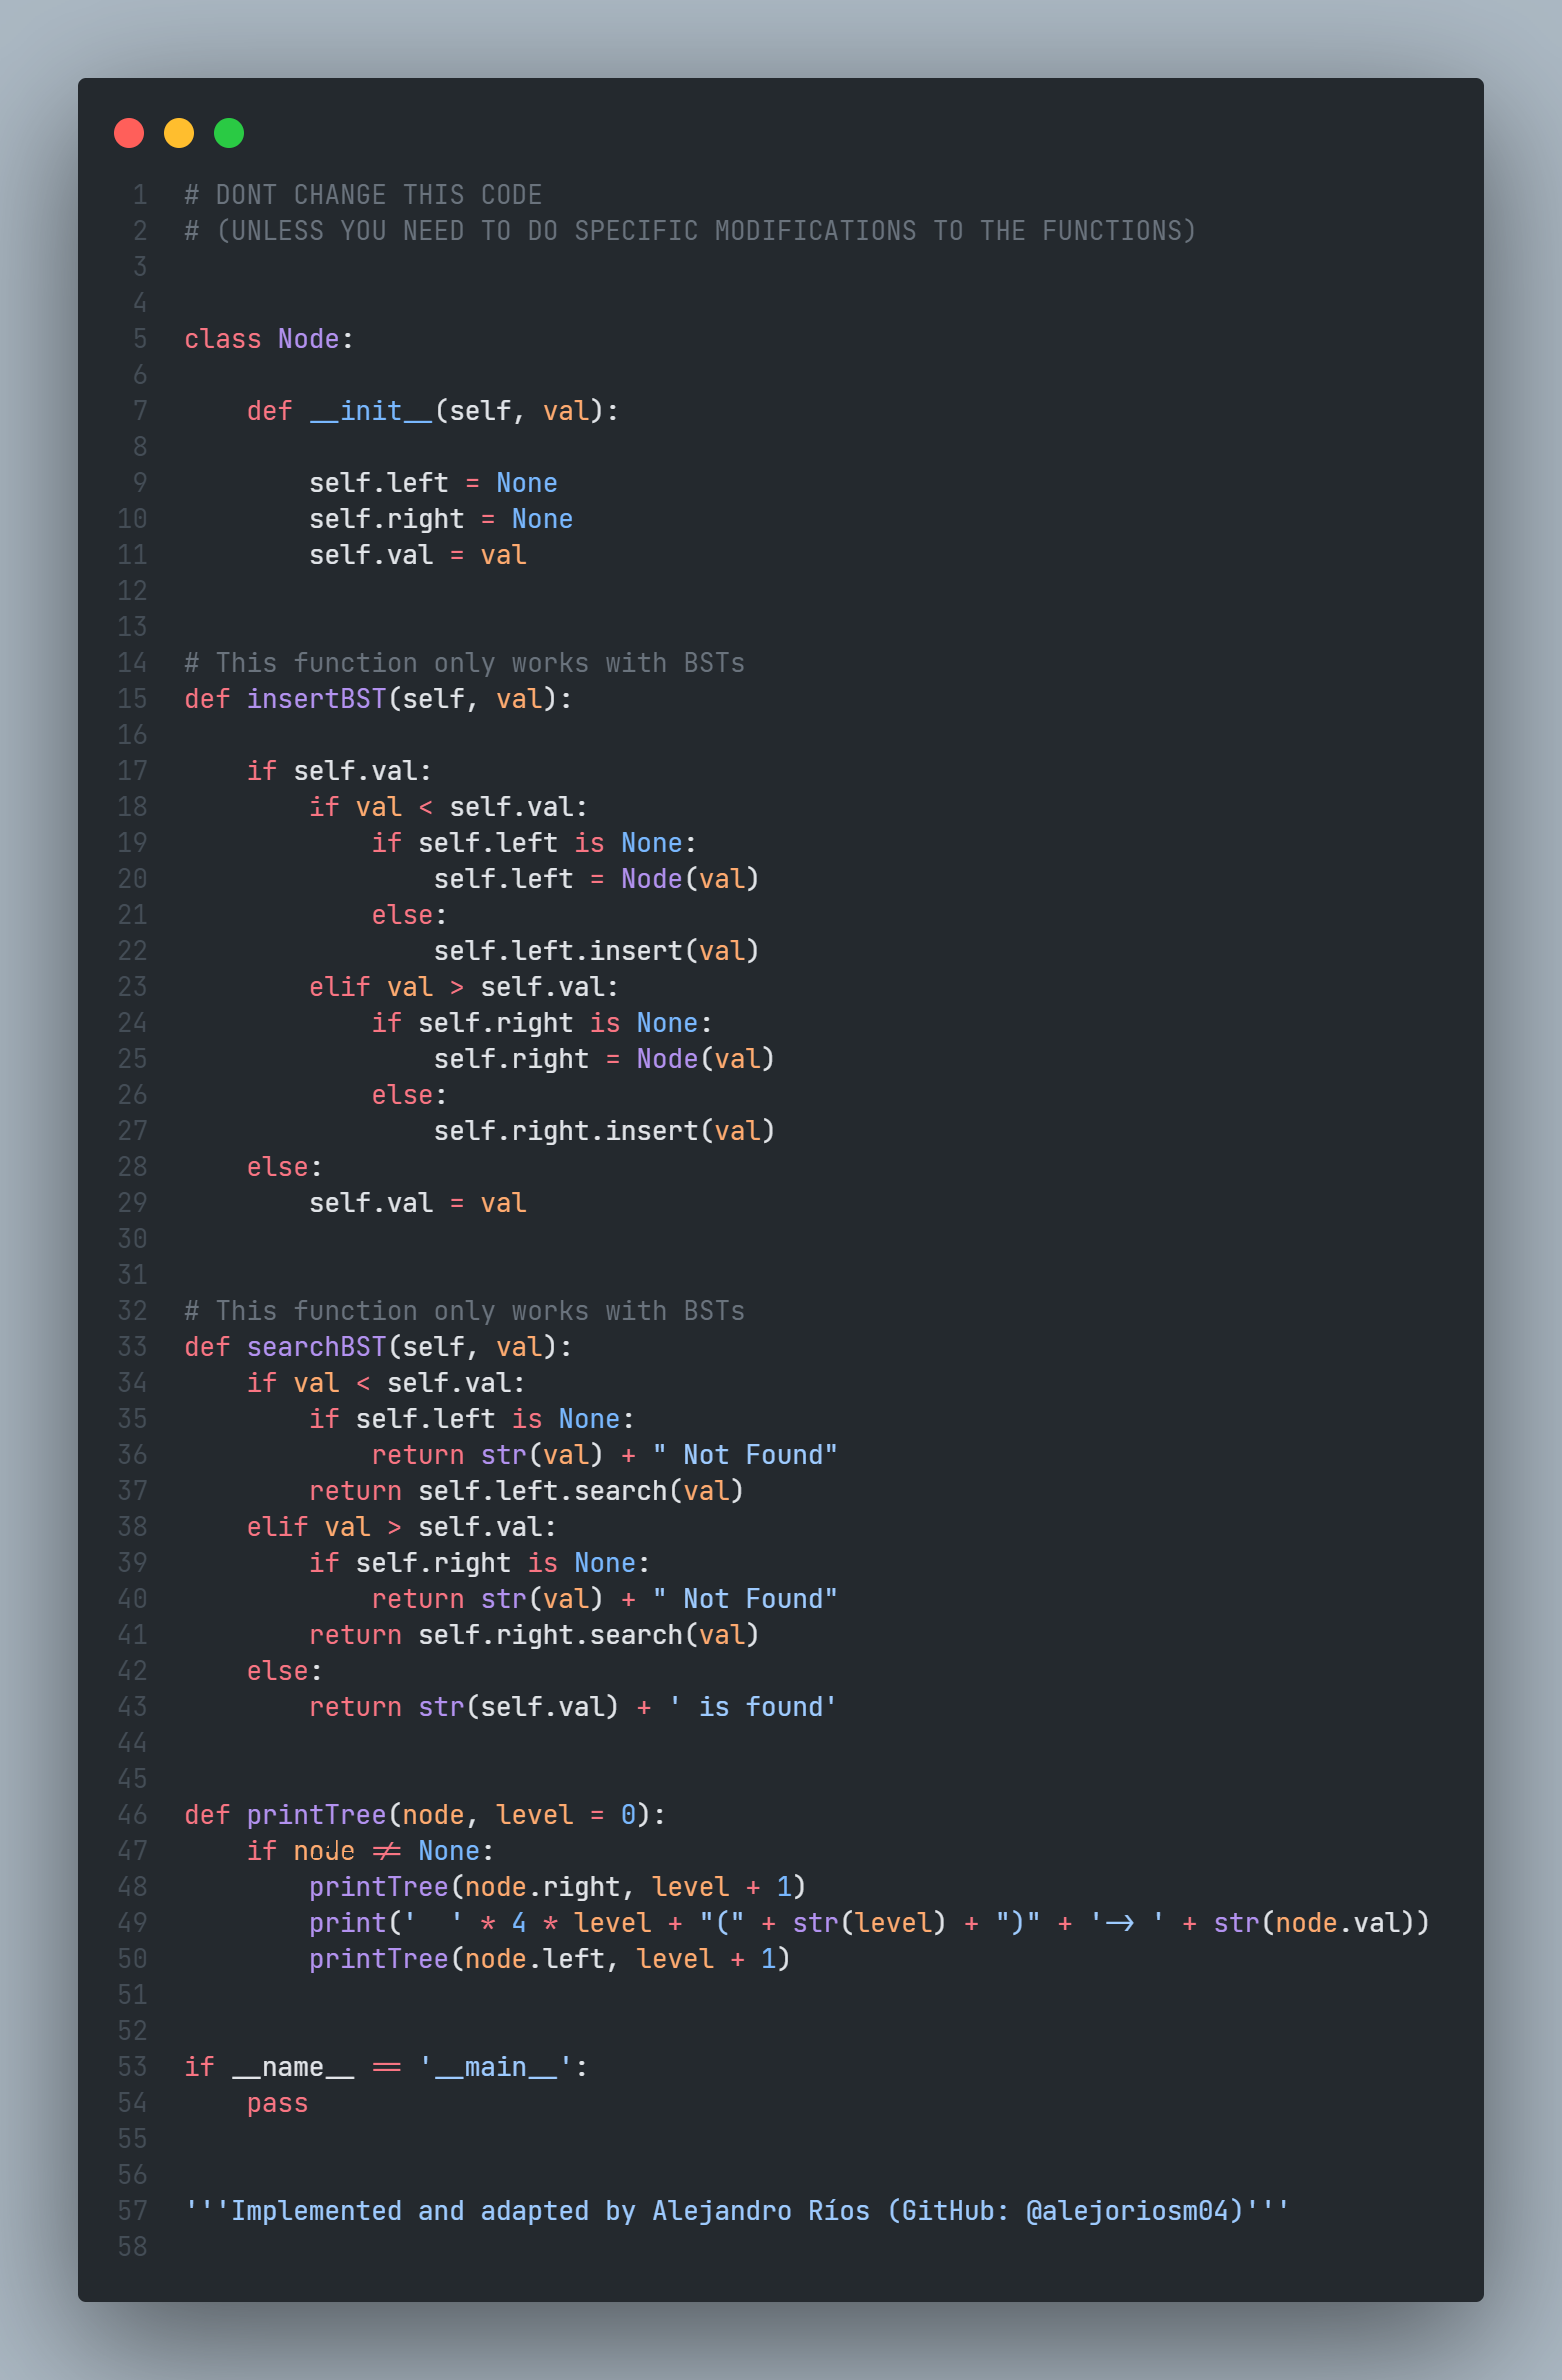 1 # DONT CHANGE THIS CODE
2 # (UNLESS YOU NEED TO DO SPECIFIC MODIFICATIONS TO THE FUNCTIONS)
3
4
5 class Node:
6
7     def __init__(self, val):
8
9         self.left = None
10         self.right = None
11         self.val = val
12
13
14 # This function only works with BSTs
15 def insertBST(self, val):
16
17     if self.val:
18         if val < self.val:
19             if self.left is None:
20                 self.left = Node(val)
21             else:
22                 self.left.insert(val)
23         elif val > self.val:
24             if self.right is None:
25                 self.right = Node(val)
26             else:
27                 self.right.insert(val)
28     else:
29         self.val = val
30
31
32 # This function only works with BSTs
33 def searchBST(self, val):
34     if val < self.val:
35         if self.left is None:
36             return str(val) + " Not Found"
37         return self.left.search(val)
38     elif val > self.val:
39         if self.right is None:
40             return str(val) + " Not Found"
41         return self.right.search(val)
42     else:
43         return str(self.val) + ' is found'
44
45
46 def printTree(node, level = 0):
47     if node != None:
48         printTree(node.right, level + 1)
49         print('  ' * 4 * level + "(" + str(level) + ")" + '-> ' + str(node.val))
50         printTree(node.left, level + 1)
51
52
53 if __name__ == '__main__':
54     pass
55
56
57 '''Implemented and adapted by Alejandro Ríos (GitHub: @alejoriosm04)'''
58